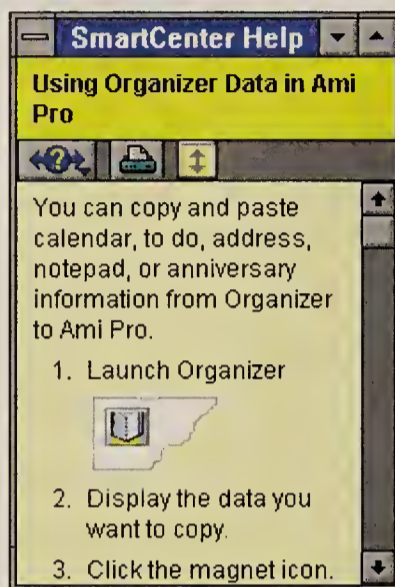 SmartCenter Help
Using Organizer Data in Ami
Pro
?
You can copy and paste
calendar, to do, address,
notepad, or anniversary
information from Organizer
to Ami Pro.
1. Launch Organizer
2. Display the data you
want to copy.
3. Click the magnet icon.